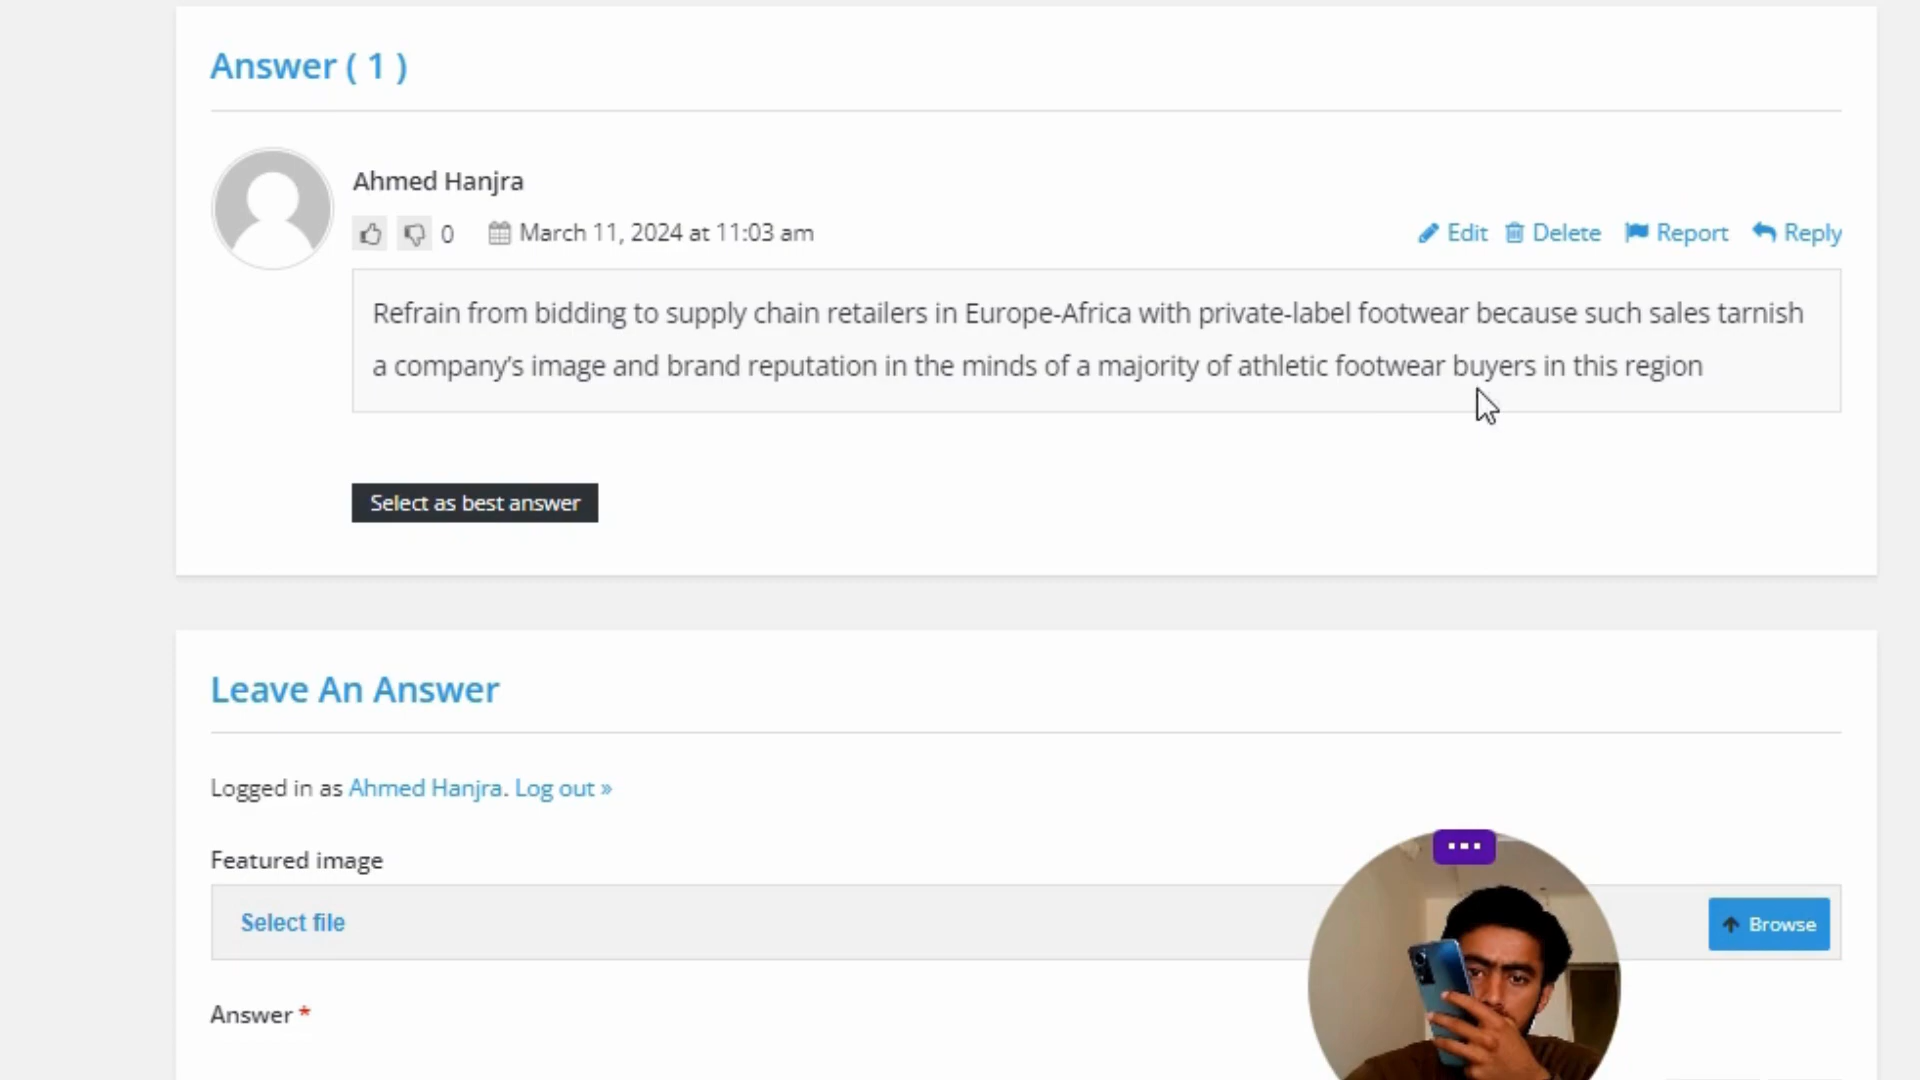 Answer ( 1 )
Ahmed Hanjra
0 March 11, 2024 at 11:03 am Edit Delete Report Reply
Refrain from bidding to supply chain retailers in Europe-Africa with private-label footwear because such sales tarnish
a company's image and brand reputation in the minds of a majority of athletic footwear buyers in this region
Select as best answer
Leave An Answer
Logged in as Ahmed Hanjra. Log out »
Featured image
Select file Browse
Answer *